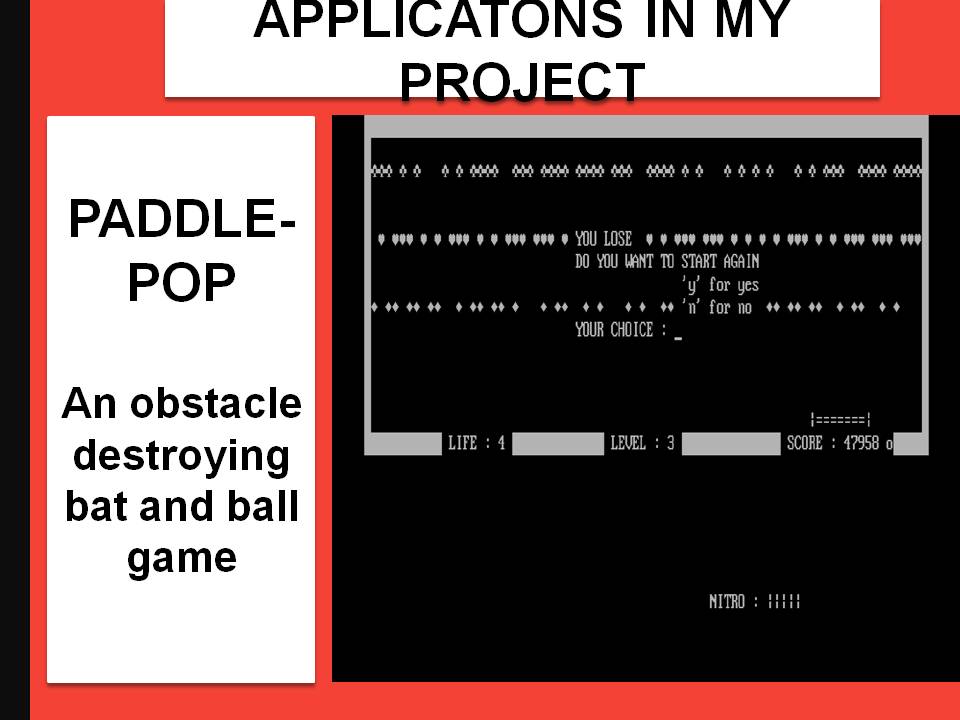 APPLICATONS IN MY
PROJECT
PADDLE-
POP
An obstacle
destroying
bat and ball
game
YOU LOSE
DO YOU WANT TO START AGAIN
'y' for yes
'n' for no
YOUR CHOICE : _
LIFE : 4
LEVEL : 3
SCORE : 47958 o
NITRO : |||||